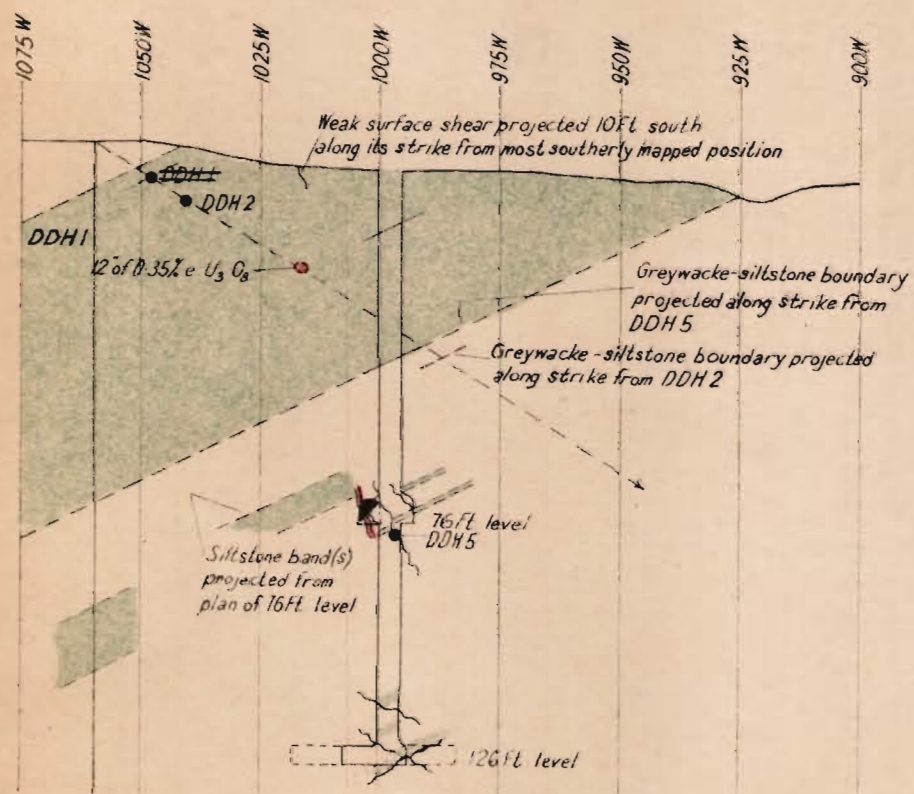 1075W
1050W
1025W
1000W
975W
950W
925W
900W
Weak surface shear projected 10Ft south
along its strike from most southerly mapped position
DDH1
DDH2
DDH1
12" of 0.35% e U3O8
Greywacke-siltstone boundary
projected along strike from
DDH5
Greywacke-siltstone boundary projected
along strike from DDH2
76Ft level
DDH5
Siltstone band(s)
projected from
plan of 76Ft level
126Ft level